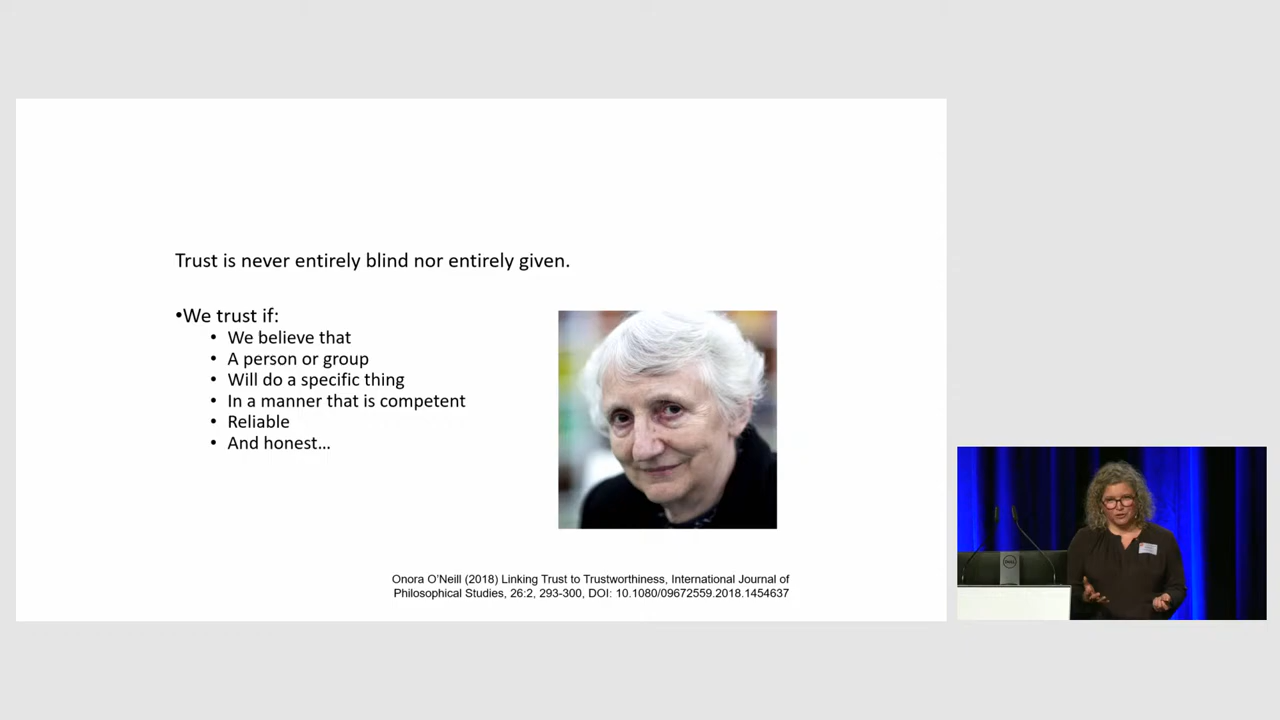 Trust is never entirely blind nor entirely given.
•We trust if:
• We believe that
• A person or group
• Will do a specific thing
• In a manner that is competent
• Reliable
• And honest...
Onora O'Neill (2018) Linking Trust to Trustworthiness, International Journal of
Philosophical Studies, 26:2, 293-300, DOI: 10.1080/09672559.2018.1454637
DELL